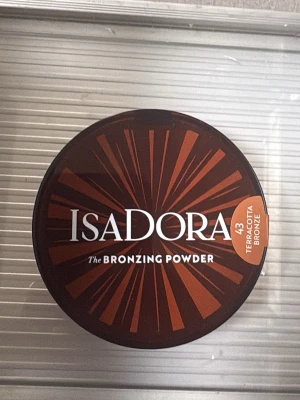 ISADORA
The BRONZING POWDER
43
TERRACOTTA
BRONZE